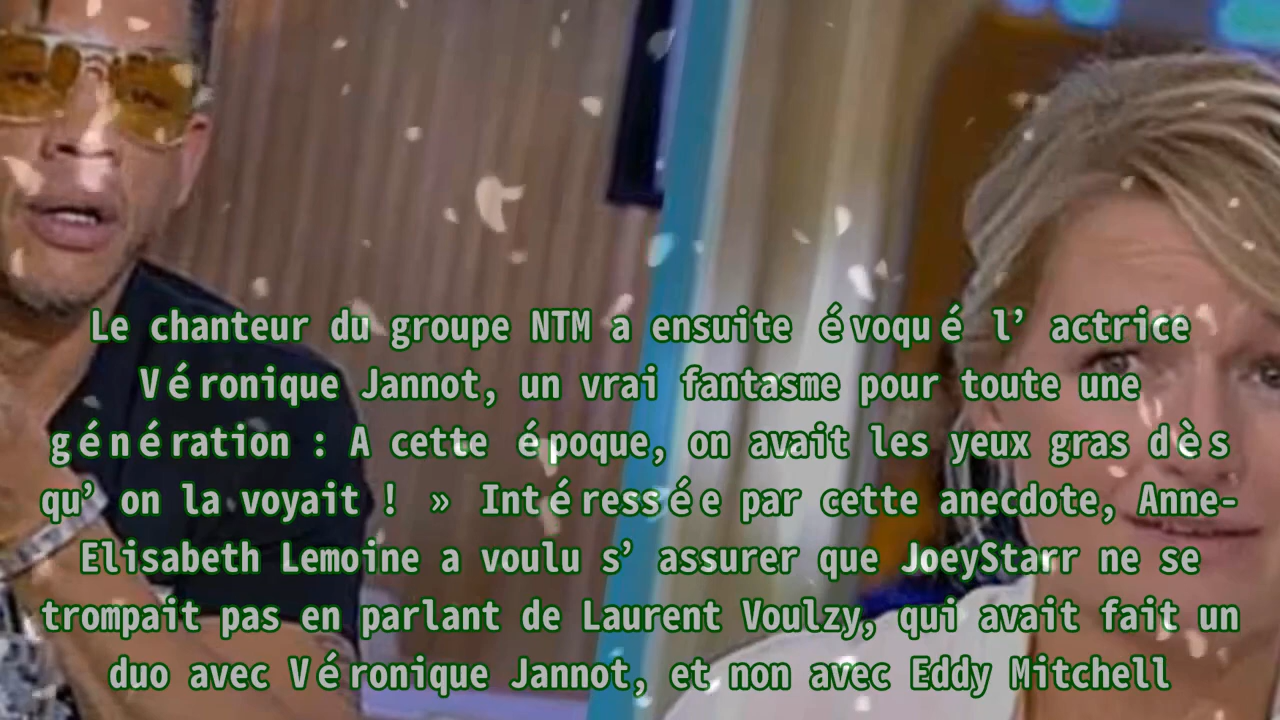 Le chanteur du groupe NTM a ensuite évoqué l’ actrice
Véronique Jannot, un vrai fantasme pour toute une
génération : A cette époque, on avait les yeux gras dès
qu’ on la voyait ! » Intéressée par cette anecdote, Anne-
Elisabeth Lemoine a voulu s’ assurer que JoeyStarr ne se
trompait pas en parlant de Laurent Voulzy, qui avait fait un
duo avec Véronique Jannot, et non avec Eddy Mitchell